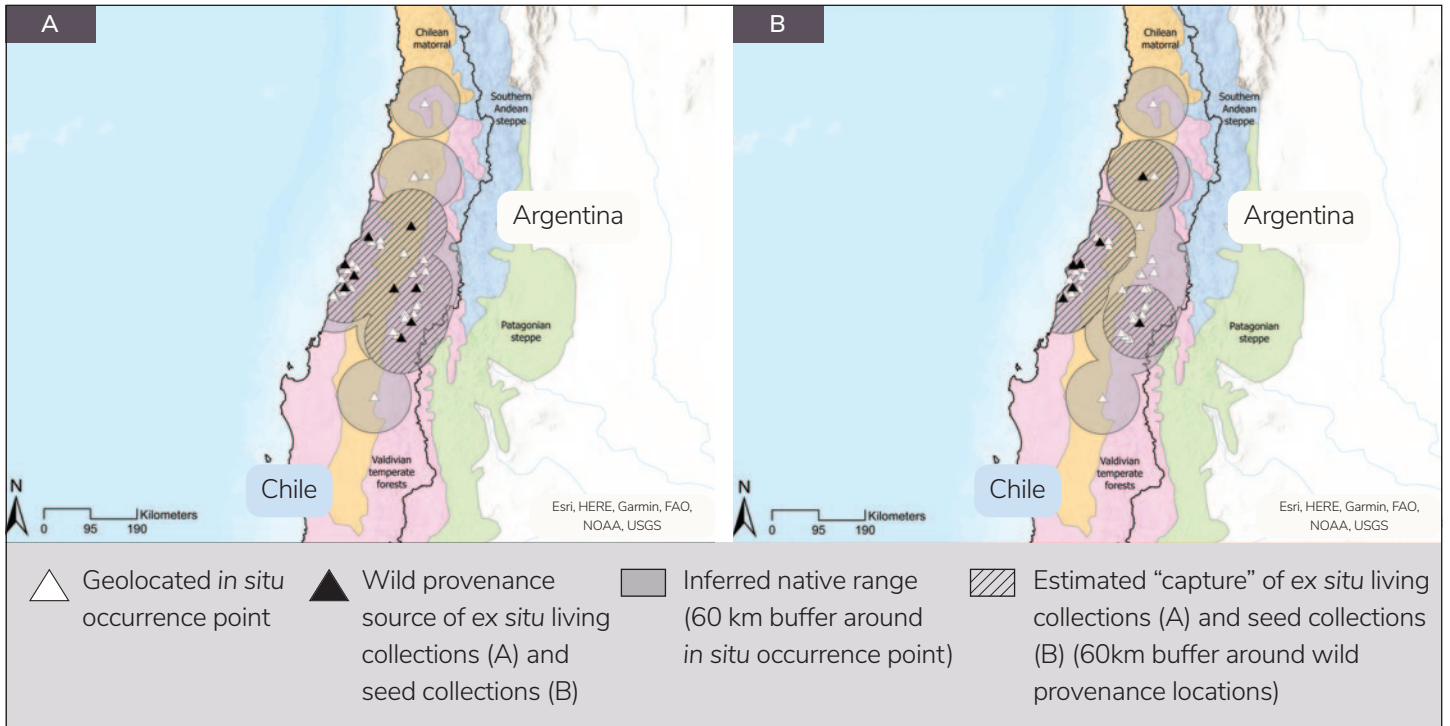 A
Chilean
matorral
Southern
Andean
steppe
Argentina
Patagonian
steppe
Valdivian
temperate
forests
Chile
N
Kilometers
0 95 190
Esri, HERE, Garmin, FAO,
NOAA, USGS
B
Chilean
matorral
Southern
Andean
steppe
Argentina
Patagonian
steppe
Valdivian
temperate
forests
Chile
N
Kilometers
0 95 190
Esri, HERE, Garmin, FAO,
NOAA, USGS
Geolocated in situ
occurrence point
Wild provenance
source of ex situ living
collections (A) and
seed collections (B)
Inferred native range
(60 km buffer around
in situ occurrence point)
Estimated “capture” of ex situ living
collections (A) and seed collections
(B) (60km buffer around wild
provenance locations)